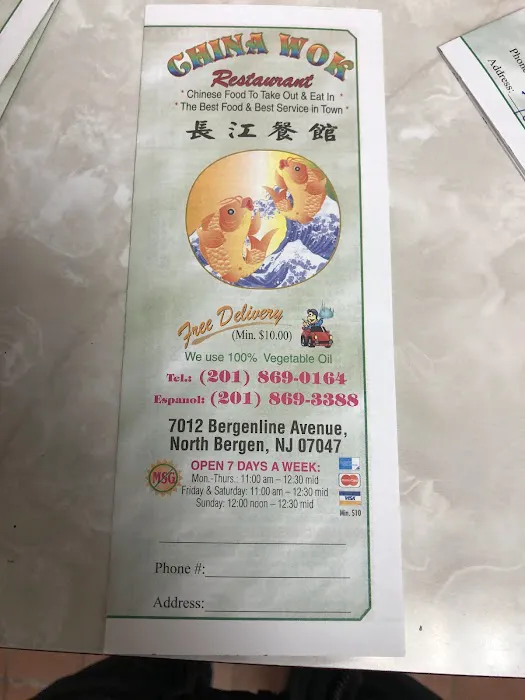 CHINA WOK
Restaurant
* Chinese Food To Take Out & Eat In *
* The Best Food & Best Service in Town *
長江餐館
Free Delivery
(Min. $10.00)
We use 100% Vegetable Oil
Tel.: (201) 869-0164
Espanol: (201) 869-3388
7012 Bergenline Avenue,
North Bergen, NJ 07047
OPEN 7 DAYS A WEEK:
MSG
Mon.-Thurs.: 11:00 am – 12:30 mid
Friday & Saturday: 11:00 am – 12:30 mid
Sunday: 12:00 noon – 12:30 mid
VISA
Min. $10
Phone #:
Address:
Phone
Address: